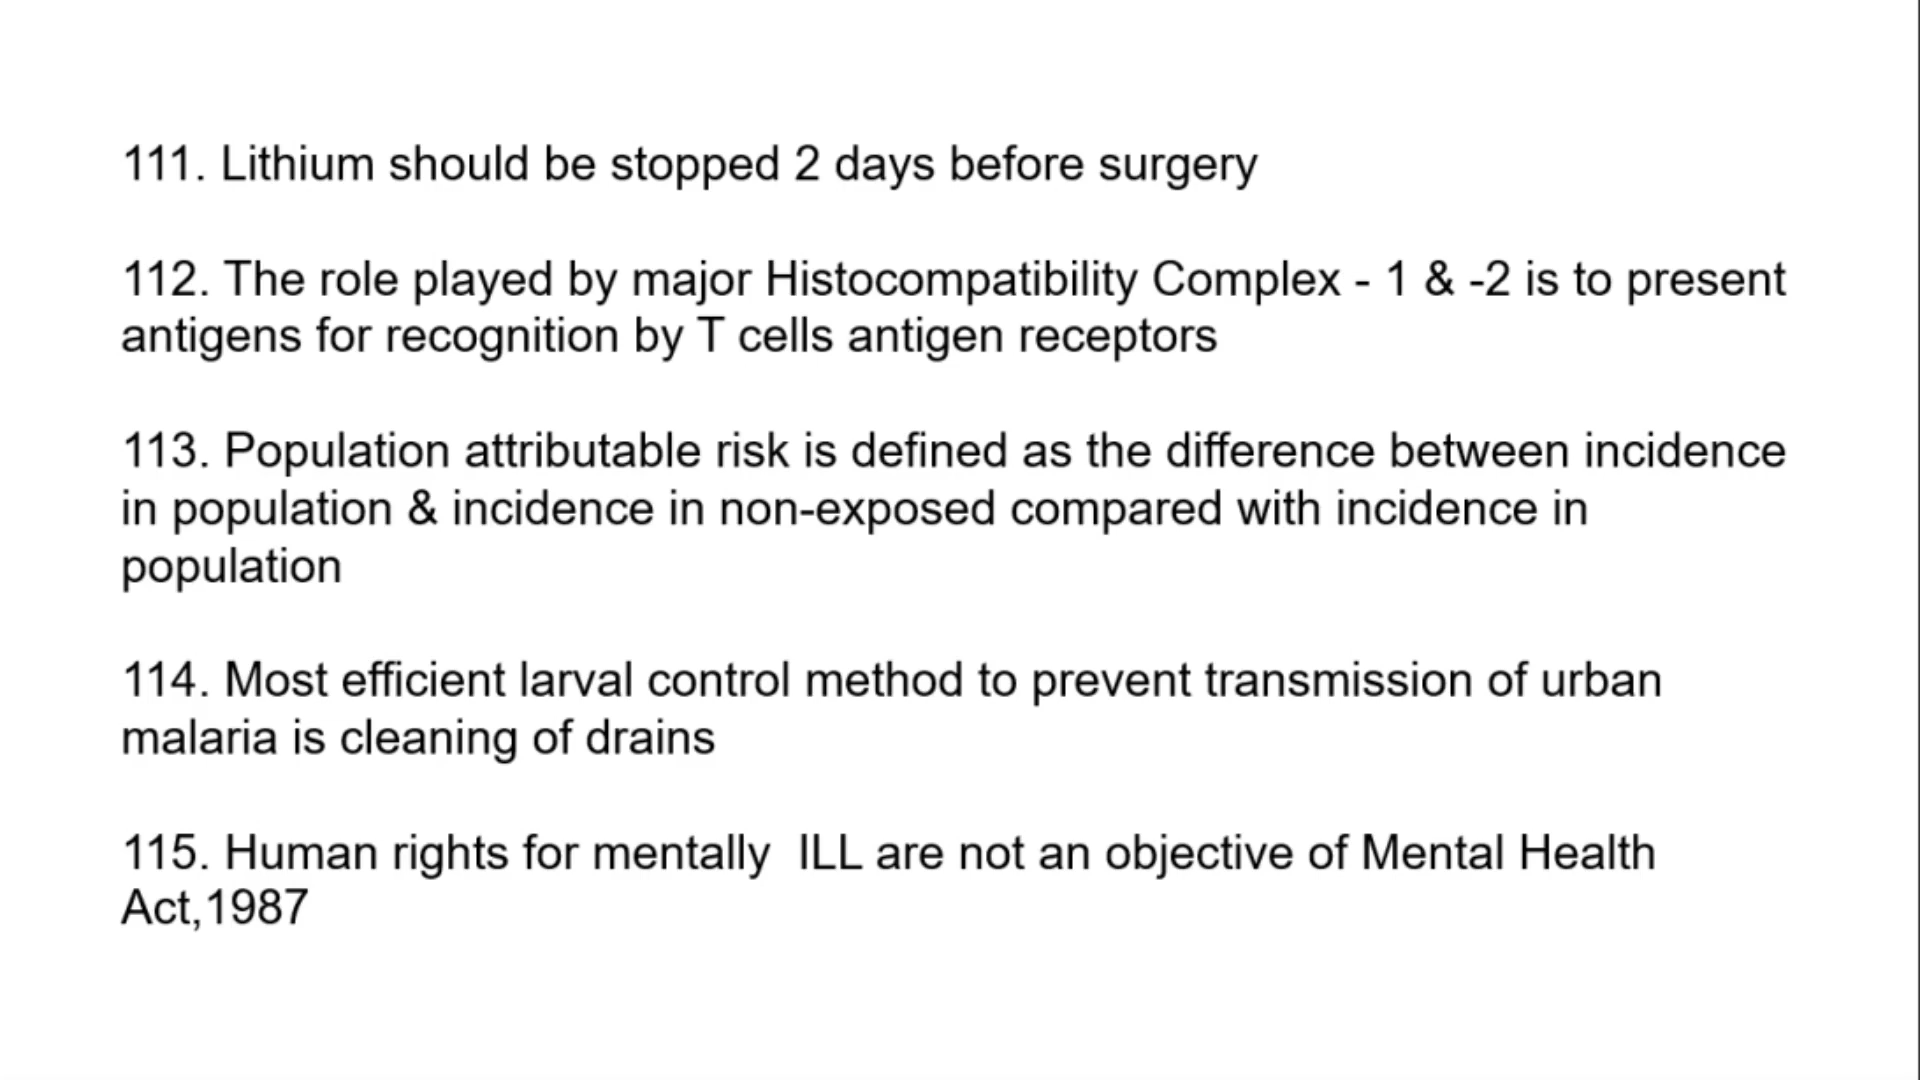 111. Lithium should be stopped 2 days before surgery
112. The role played by major Histocompatibility Complex - 1 & -2 is to present
antigens for recognition by T cells antigen receptors
113. Population attributable risk is defined as the difference between incidence
in population & incidence in non-exposed compared with incidence in
population
114. Most efficient larval control method to prevent transmission of urban
malaria is cleaning of drains
115. Human rights for mentally  ILL are not an objective of Mental Health
Act,1987